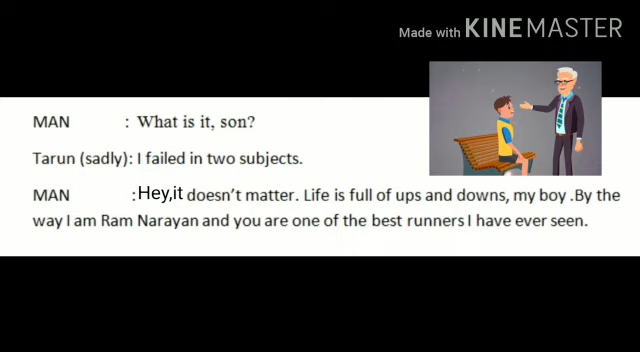 Made with KINEMASTER
MAN : What is it, son?
Tarun (sadly): I failed in two subjects.
MAN :Hey,it doesn't matter. Life is full of ups and downs, my boy .By the
way I am Ram Narayan and you are one of the best runners I have ever seen.